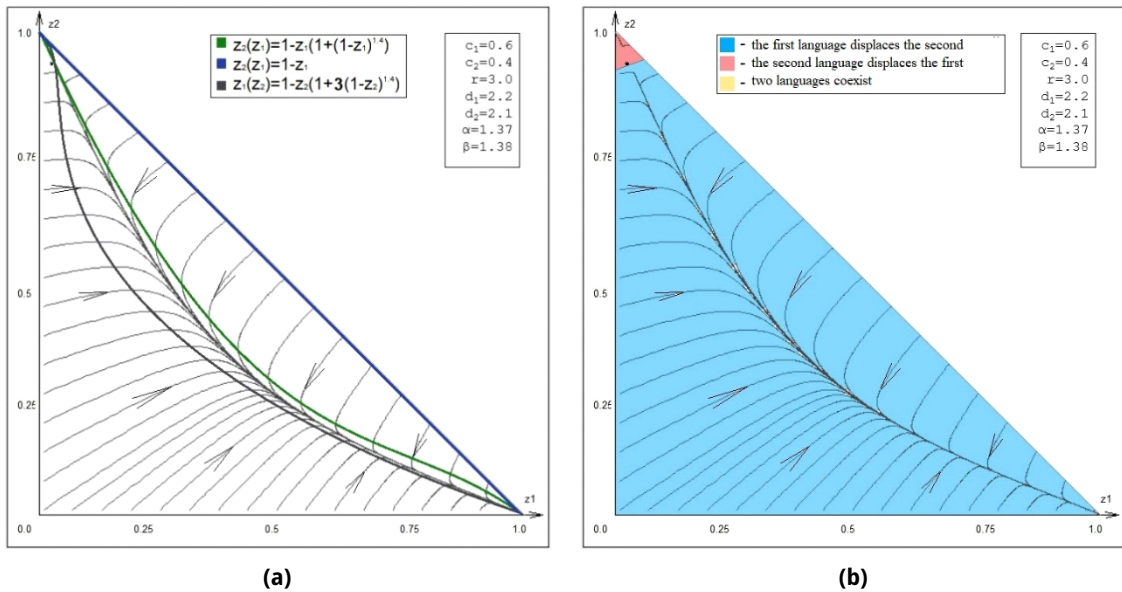 z2
1.0
0.75
0.5
0.25
0.0
0.25
0.5
0.75
1.0
z1
z₂(z₁)=1-z₁(1+(1-z₁)¹·⁴)
z₂(z₁)=1-z₁
z₁(z₂)=1-z₂(1+3(1-z₂)¹·⁴)
c₁=0.6
c₂=0.4
r=3.0
d₁=2.2
d₂=2.1
α=1.37
β=1.38
(a)
z2
1.0
0.75
0.5
0.25
0.0
0.25
0.5
0.75
1.0
z1
- the first language displaces the second
- the second language displaces the first
- two languages coexist
c₁=0.6
c₂=0.4
r=3.0
d₁=2.2
d₂=2.1
α=1.37
β=1.38
(b)